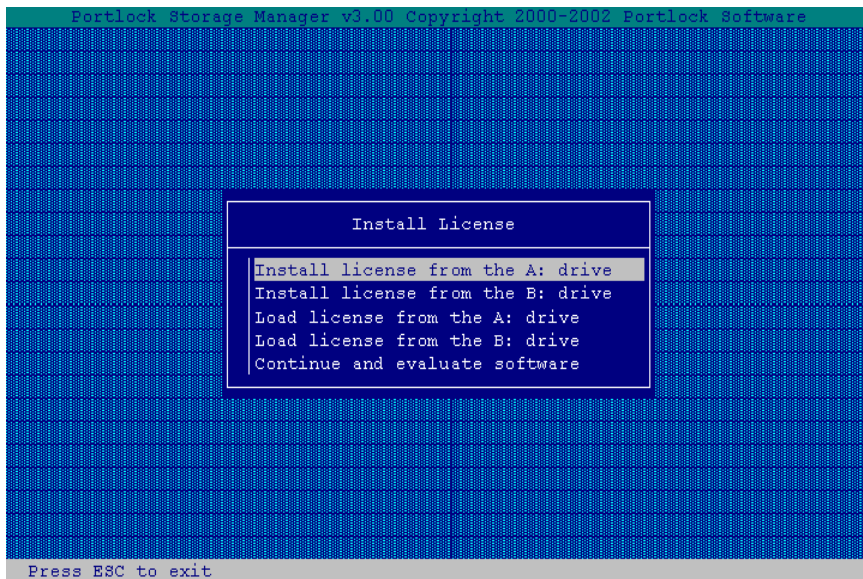 Portlock Storage Manager v3.00 Copyright 2000-2002 Portlock Software
Install License
Install license from the A: drive
Install license from the B: drive
Load license from the A: drive
Load license from the B: drive
Continue and evaluate software
Press ESC to exit